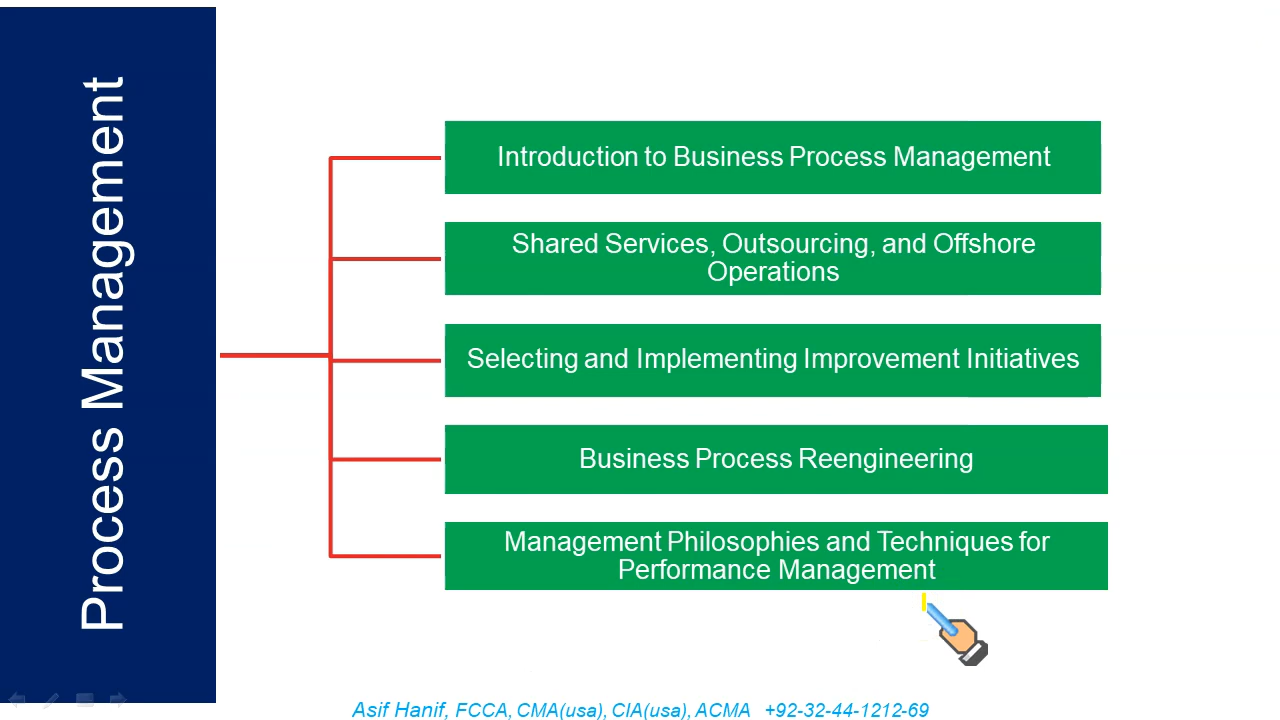 Process Management
Introduction to Business Process Management
Shared Services, Outsourcing, and Offshore
Operations
Selecting and Implementing Improvement Initiatives
Business Process Reengineering
Management Philosophies and Techniques for
Performance Management
Asif Hanif, FCCA, CMA(usa), CIA(usa), ACMA +92-32-44-1212-69